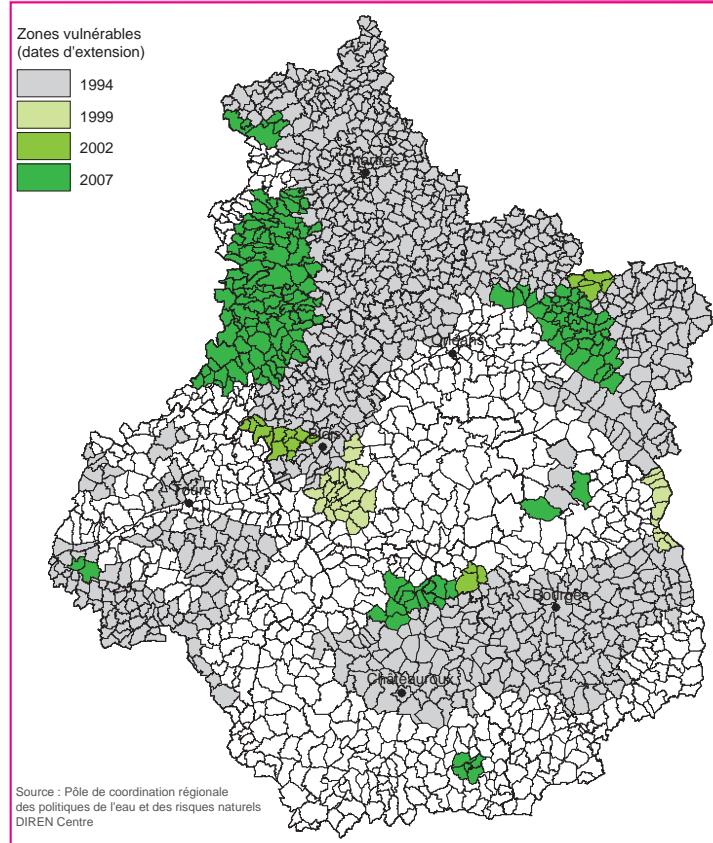 Zones vulnérables
(dates d'extension)
1994
1999
2002
2007
Chartres
Orléans
Blois
Tours
Bourges
Châteauroux
Source : Pôle de coordination régionale
des politiques de l'eau et des risques naturels
DIREN Centre